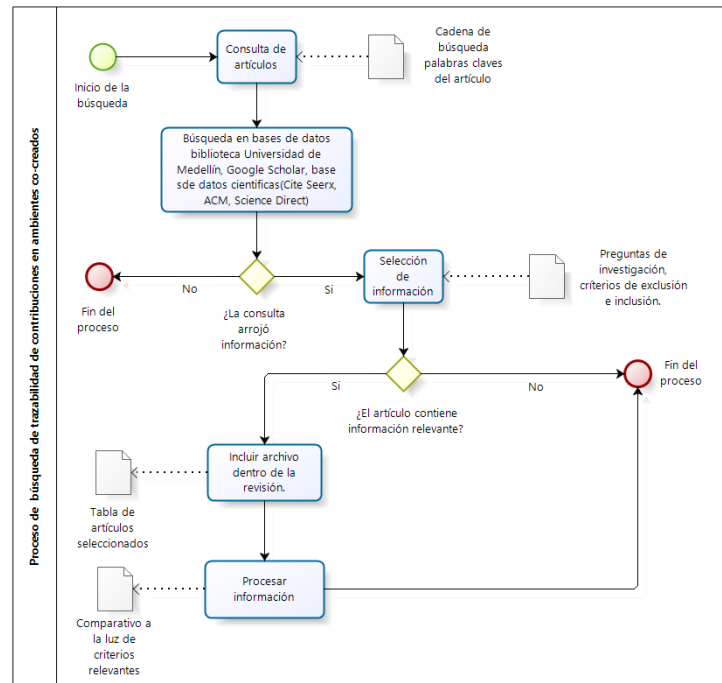 Proceso de búsqueda de trazabilidad de contribuciones en ambientes co-creados
Inicio de la
búsqueda
Consulta de
artículos
Cadena de
búsqueda
palabras claves
del artículo
Búsqueda en bases de datos
biblioteca Universidad de
Medellín, Google Scholar, base
sde datos cientificas(Cite Seerx,
ACM, Science Direct)
Fin del
proceso
No
¿La consulta
arrojó
información?
Si
Selección
de
información
Preguntas de
investigación,
críterios de exclusión
e inclusión.
Si
¿El artículo contiene
información relevante?
No
Fin del
proceso
Incluir archivo
dentro de la
revisión.
Tabla de
artículos
seleccionados
Procesar
información
Comparativo a
la luz de
criterios
relevantes